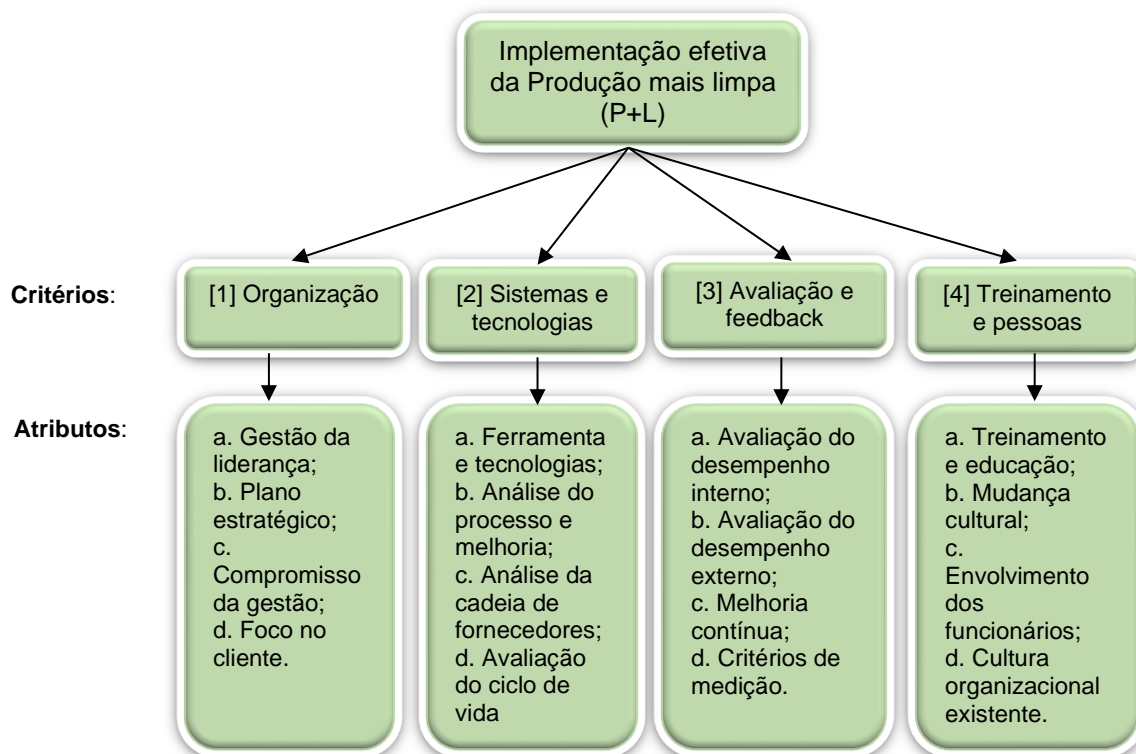 Implementação efetiva
da Produção mais limpa
(P+L)
Critérios:
[1] Organização
[2] Sistemas e
tecnologias
[3] Avaliação e
feedback
[4] Treinamento
e pessoas
Atributos:
a. Gestão da
liderança;
b. Plano
estratégico;
c.
Compromisso
da gestão;
d. Foco no
cliente.
a. Ferramenta
e tecnologias;
b. Análise do
processo e
melhoria;
c. Análise da
cadeia de
fornecedores;
d. Avaliação
do ciclo de
vida
a. Avaliação do
desempenho
interno;
b. Avaliação do
desempenho
externo;
c. Melhoria
contínua;
d. Critérios de
medição.
a. Treinamento
e educação;
b. Mudança
cultural;
c.
Envolvimento
dos
funcionários;
d. Cultura
organizacional
existente.